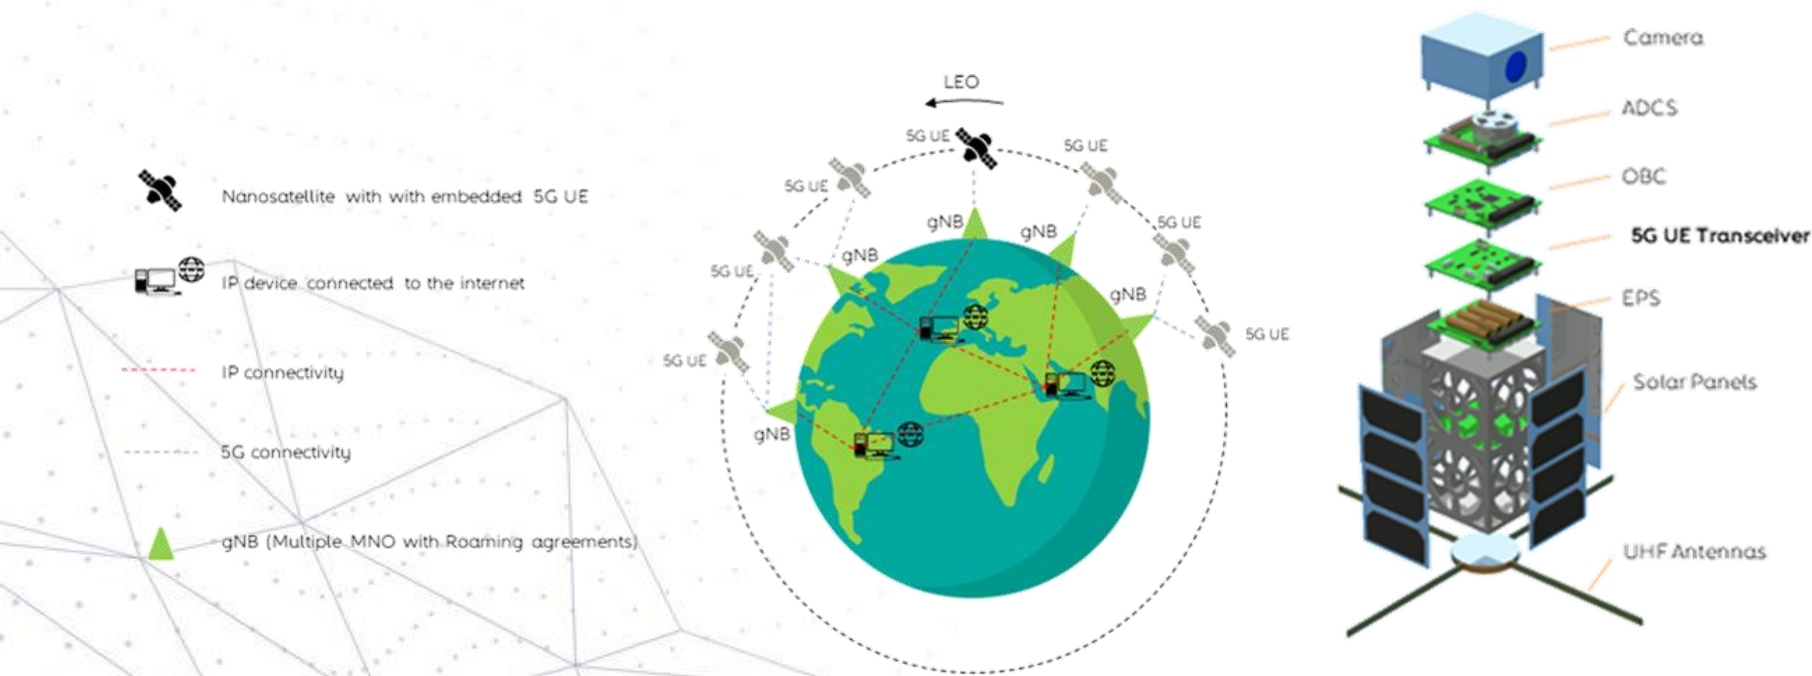 Nanosatellite with with embedded 5G UE
IP device connected to the internet
IP connectivity
5G connectivity
gNB (Multiple MNO with Roaming agreements)
LEO
5G UE
5G UE
5G UE
5G UE
5G UE
5G UE
5G UE
gNB
gNB
gNB
gNB
gNB
Camera
ADCS
OBC
5G UE Transceiver
EPS
Solar Panels
UHF Antennas